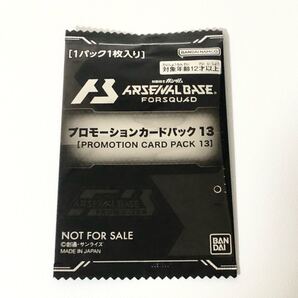 [1パック1枚入り]
BANDAI NAMCO
対象年齢12才以上
機動戦士ガンダム
ARSENAL BASE
FORSQUAD
プロモーションカードパック 13
[PROMOTION CARD PACK 13]
NOT FOR SALE
©創通・サンライズ
MADE IN JAPAN
BAN
DAI